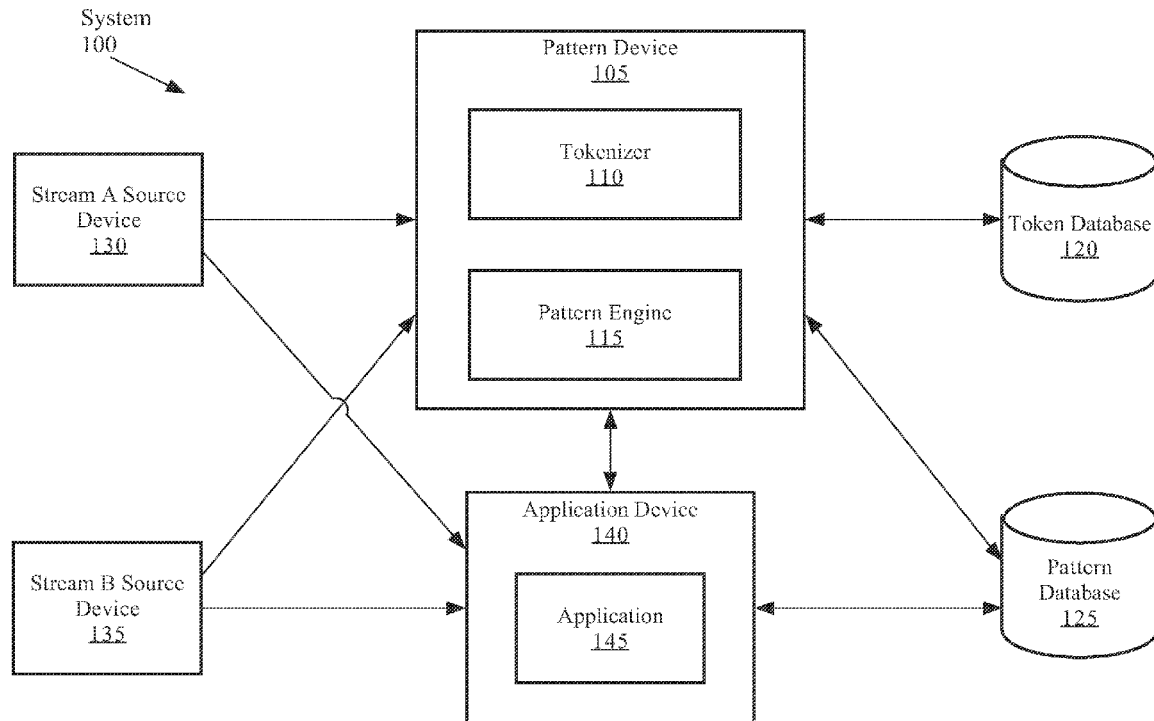 System
100
Pattern Device
105
Tokenizer
110
Pattern Engine
115
Stream A Source
Device
130
Token Database
120
Application Device
140
Application
145
Stream B Source
Device
135
Pattern
Database
125